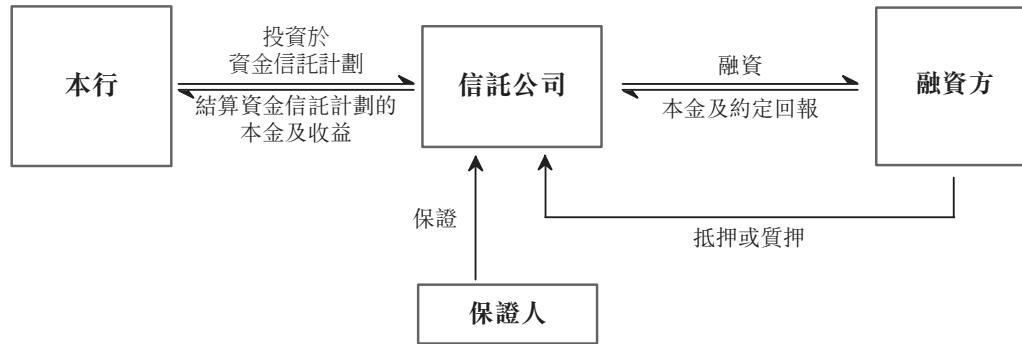 本行
投資於
資金信託計劃
結算資金信託計劃的
本金及收益
信託公司
融資
本金及約定回報
融資方
保證
抵押或質押
保證人